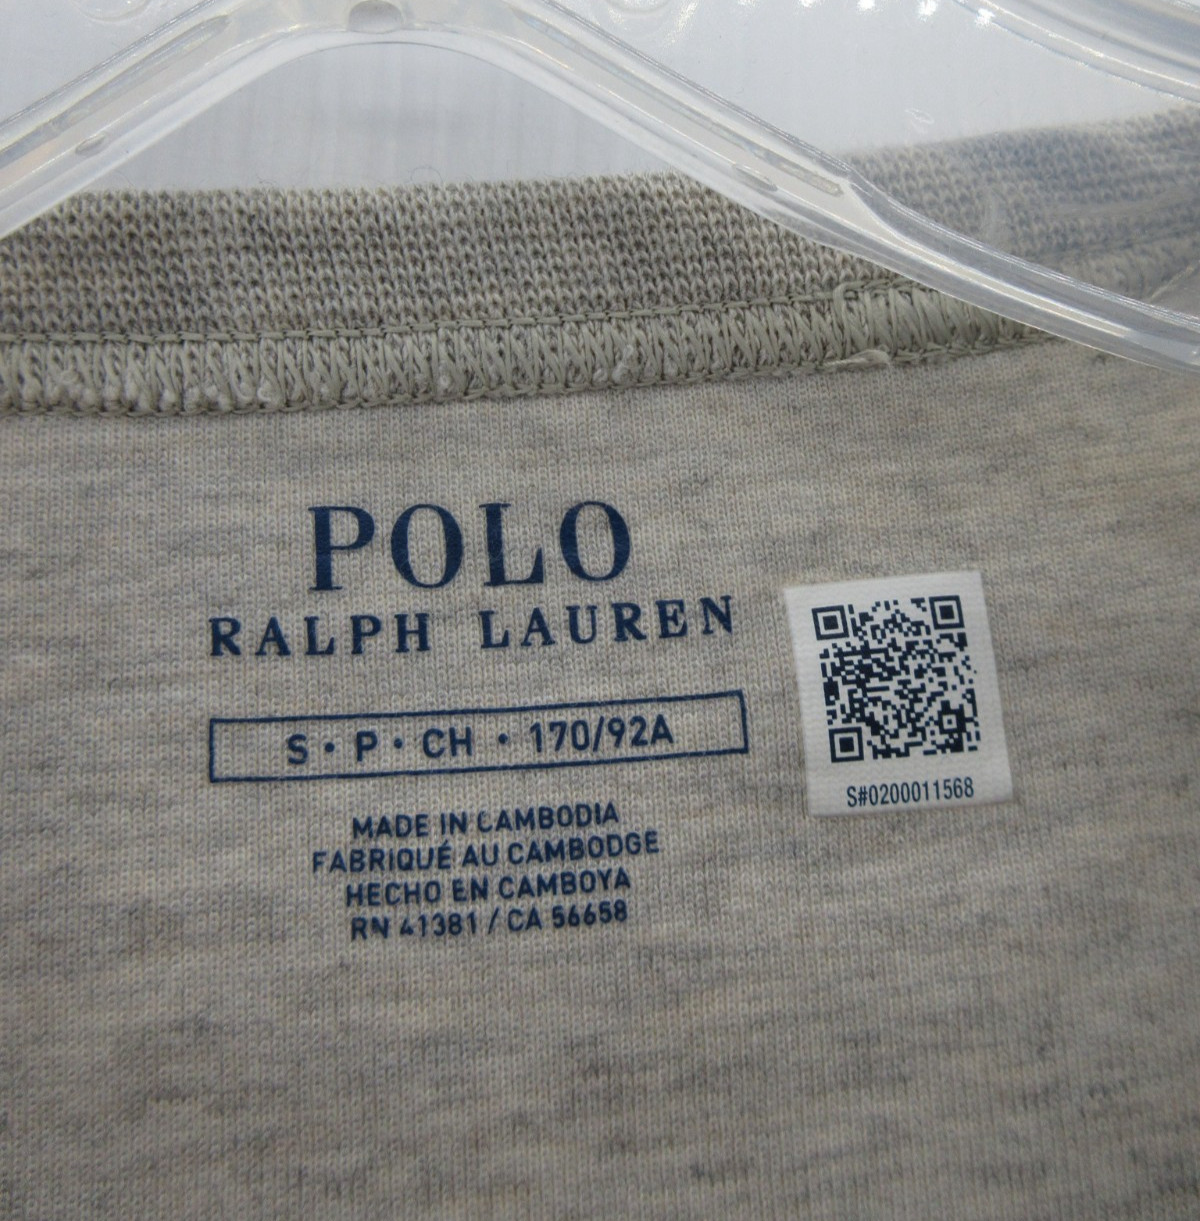 POLO
RALPH LAUREN
S • P • CH • 170/92A
MADE IN CAMBODIA
FABRIQUÉ AU CAMBODGE
HECHO EN CAMBOYA
RN 41381 / CA 56658
S#0200011568